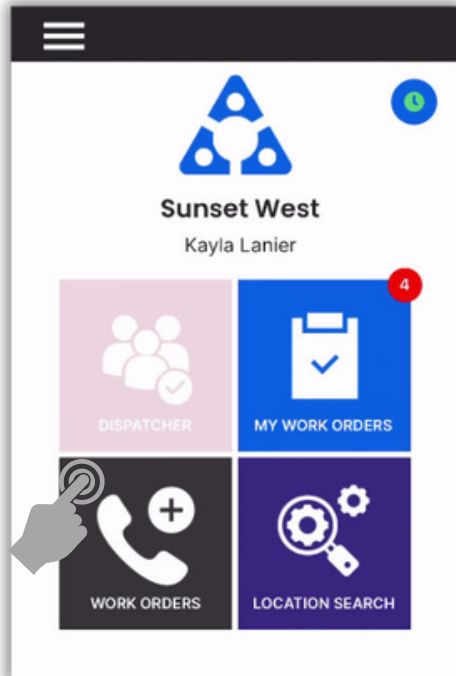 Sunset West
Kayla Lanier
4
DISPATCHER
MY WORK ORDERS
WORK ORDERS
LOCATION SEARCH